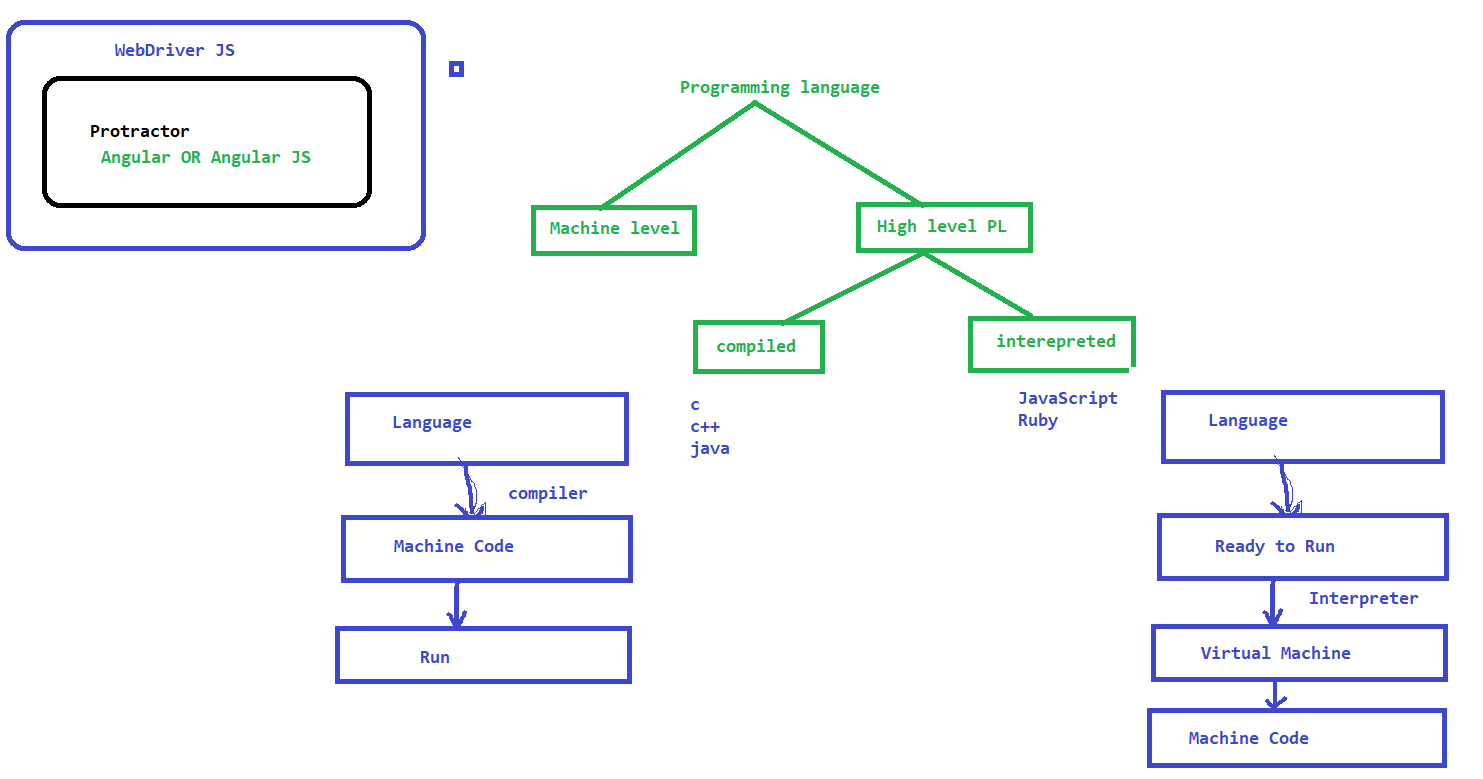 WebDriver JS
Protractor
Angular OR Angular JS
Programming language
Machine level
High level PL
compiled
interepreted
c
c++
java
JavaScript
Ruby
Language
compiler
Machine Code
Run
Language
Ready to Run
Interpreter
Virtual Machine
Machine Code